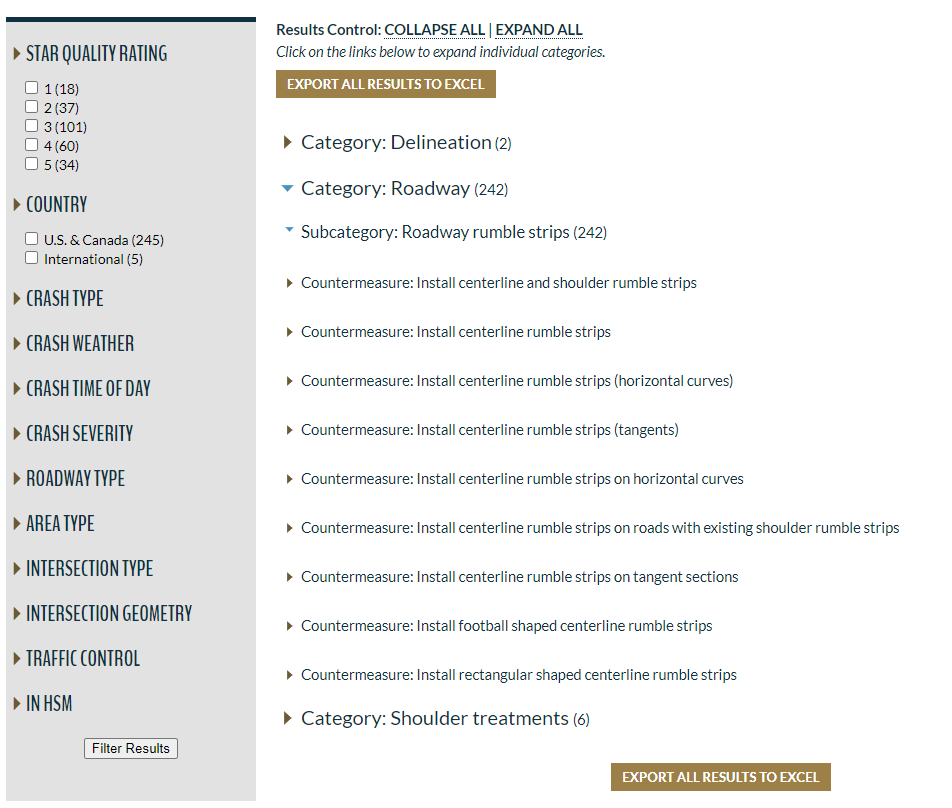 STAR QUALITY RATING
1 (18)
2 (37)
3 (101)
4 (60)
5 (34)
COUNTRY
U.S. & Canada (245)
International (5)
CRASH TYPE
CRASH WEATHER
CRASH TIME OF DAY
CRASH SEVERITY
ROADWAY TYPE
AREA TYPE
INTERSECTION TYPE
INTERSECTION GEOMETRY
TRAFFIC CONTROL
IN HSM
Filter Results
Results Control: COLLAPSE ALL | EXPAND ALL
Click on the links below to expand individual categories.
EXPORT ALL RESULTS TO EXCEL
Category: Delineation (2)
Category: Roadway (242)
Subcategory: Roadway rumble strips (242)
Countermeasure: Install centerline and shoulder rumble strips
Countermeasure: Install centerline rumble strips
Countermeasure: Install centerline rumble strips (horizontal curves)
Countermeasure: Install centerline rumble strips (tangents)
Countermeasure: Install centerline rumble strips on horizontal curves
Countermeasure: Install centerline rumble strips on roads with existing shoulder rumble strips
Countermeasure: Install centerline rumble strips on tangent sections
Countermeasure: Install football shaped centerline rumble strips
Countermeasure: Install rectangular shaped centerline rumble strips
Category: Shoulder treatments (6)
EXPORT ALL RESULTS TO EXCEL